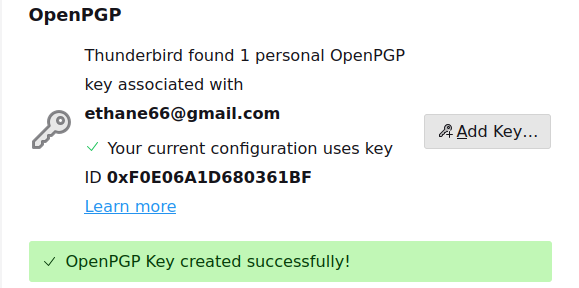 OpenPGP
Thunderbird found 1 personal OpenPGP
key associated with
ethane66@gmail.com
Add Key...
✓ Your current configuration uses key
ID 0xF0E06A1D680361BF
Learn more
✓ OpenPGP Key created successfully!